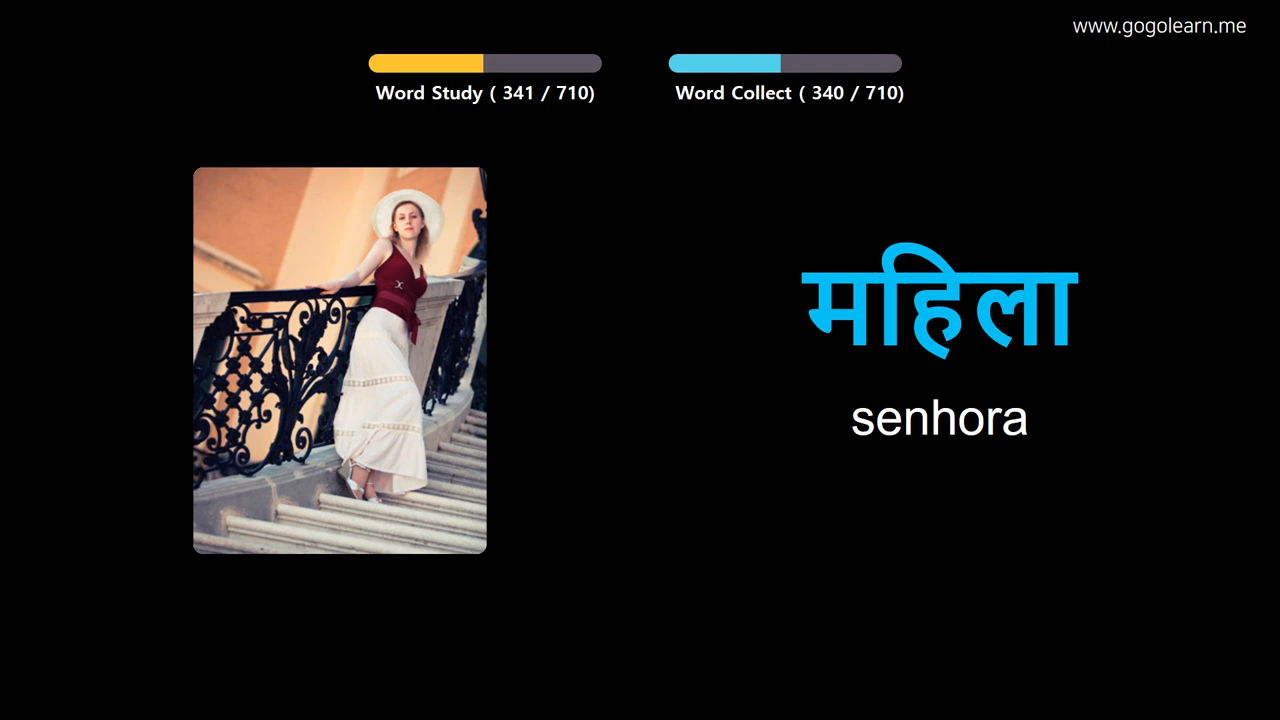 www.gogolearn.me
Word Study ( 341 / 710)
Word Collect ( 340 / 710)
महिला
senhora